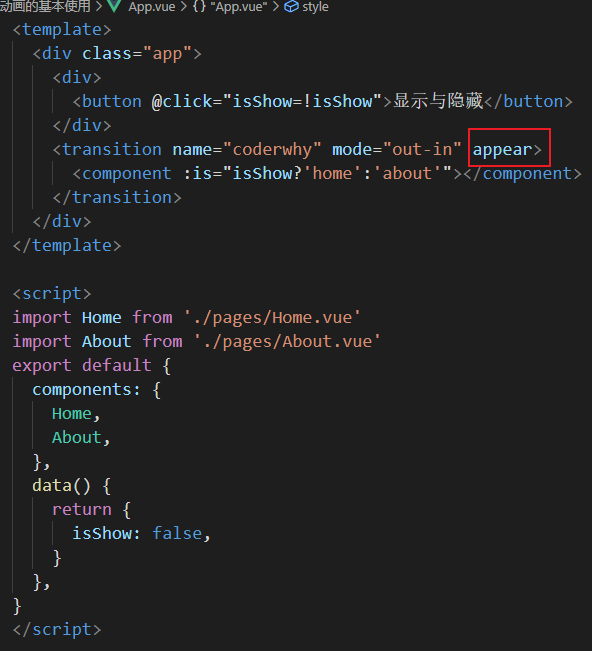 动画的基本使用 > App.vue > {} "App.vue" > style
<template>
  <div class="app">
    <div>
      <button @click="isShow=!isShow">显示与隐藏</button>
    </div>
    <transition name="coderwhy" mode="out-in" appear>
      <component :is="isShow?'home':'about'"></component>
    </transition>
  </div>
</template>

<script>
import Home from './pages/Home.vue'
import About from './pages/About.vue'
export default {
  components: {
    Home,
    About,
  },
  data() {
    return {
      isShow: false,
    }
  },
}
</script>